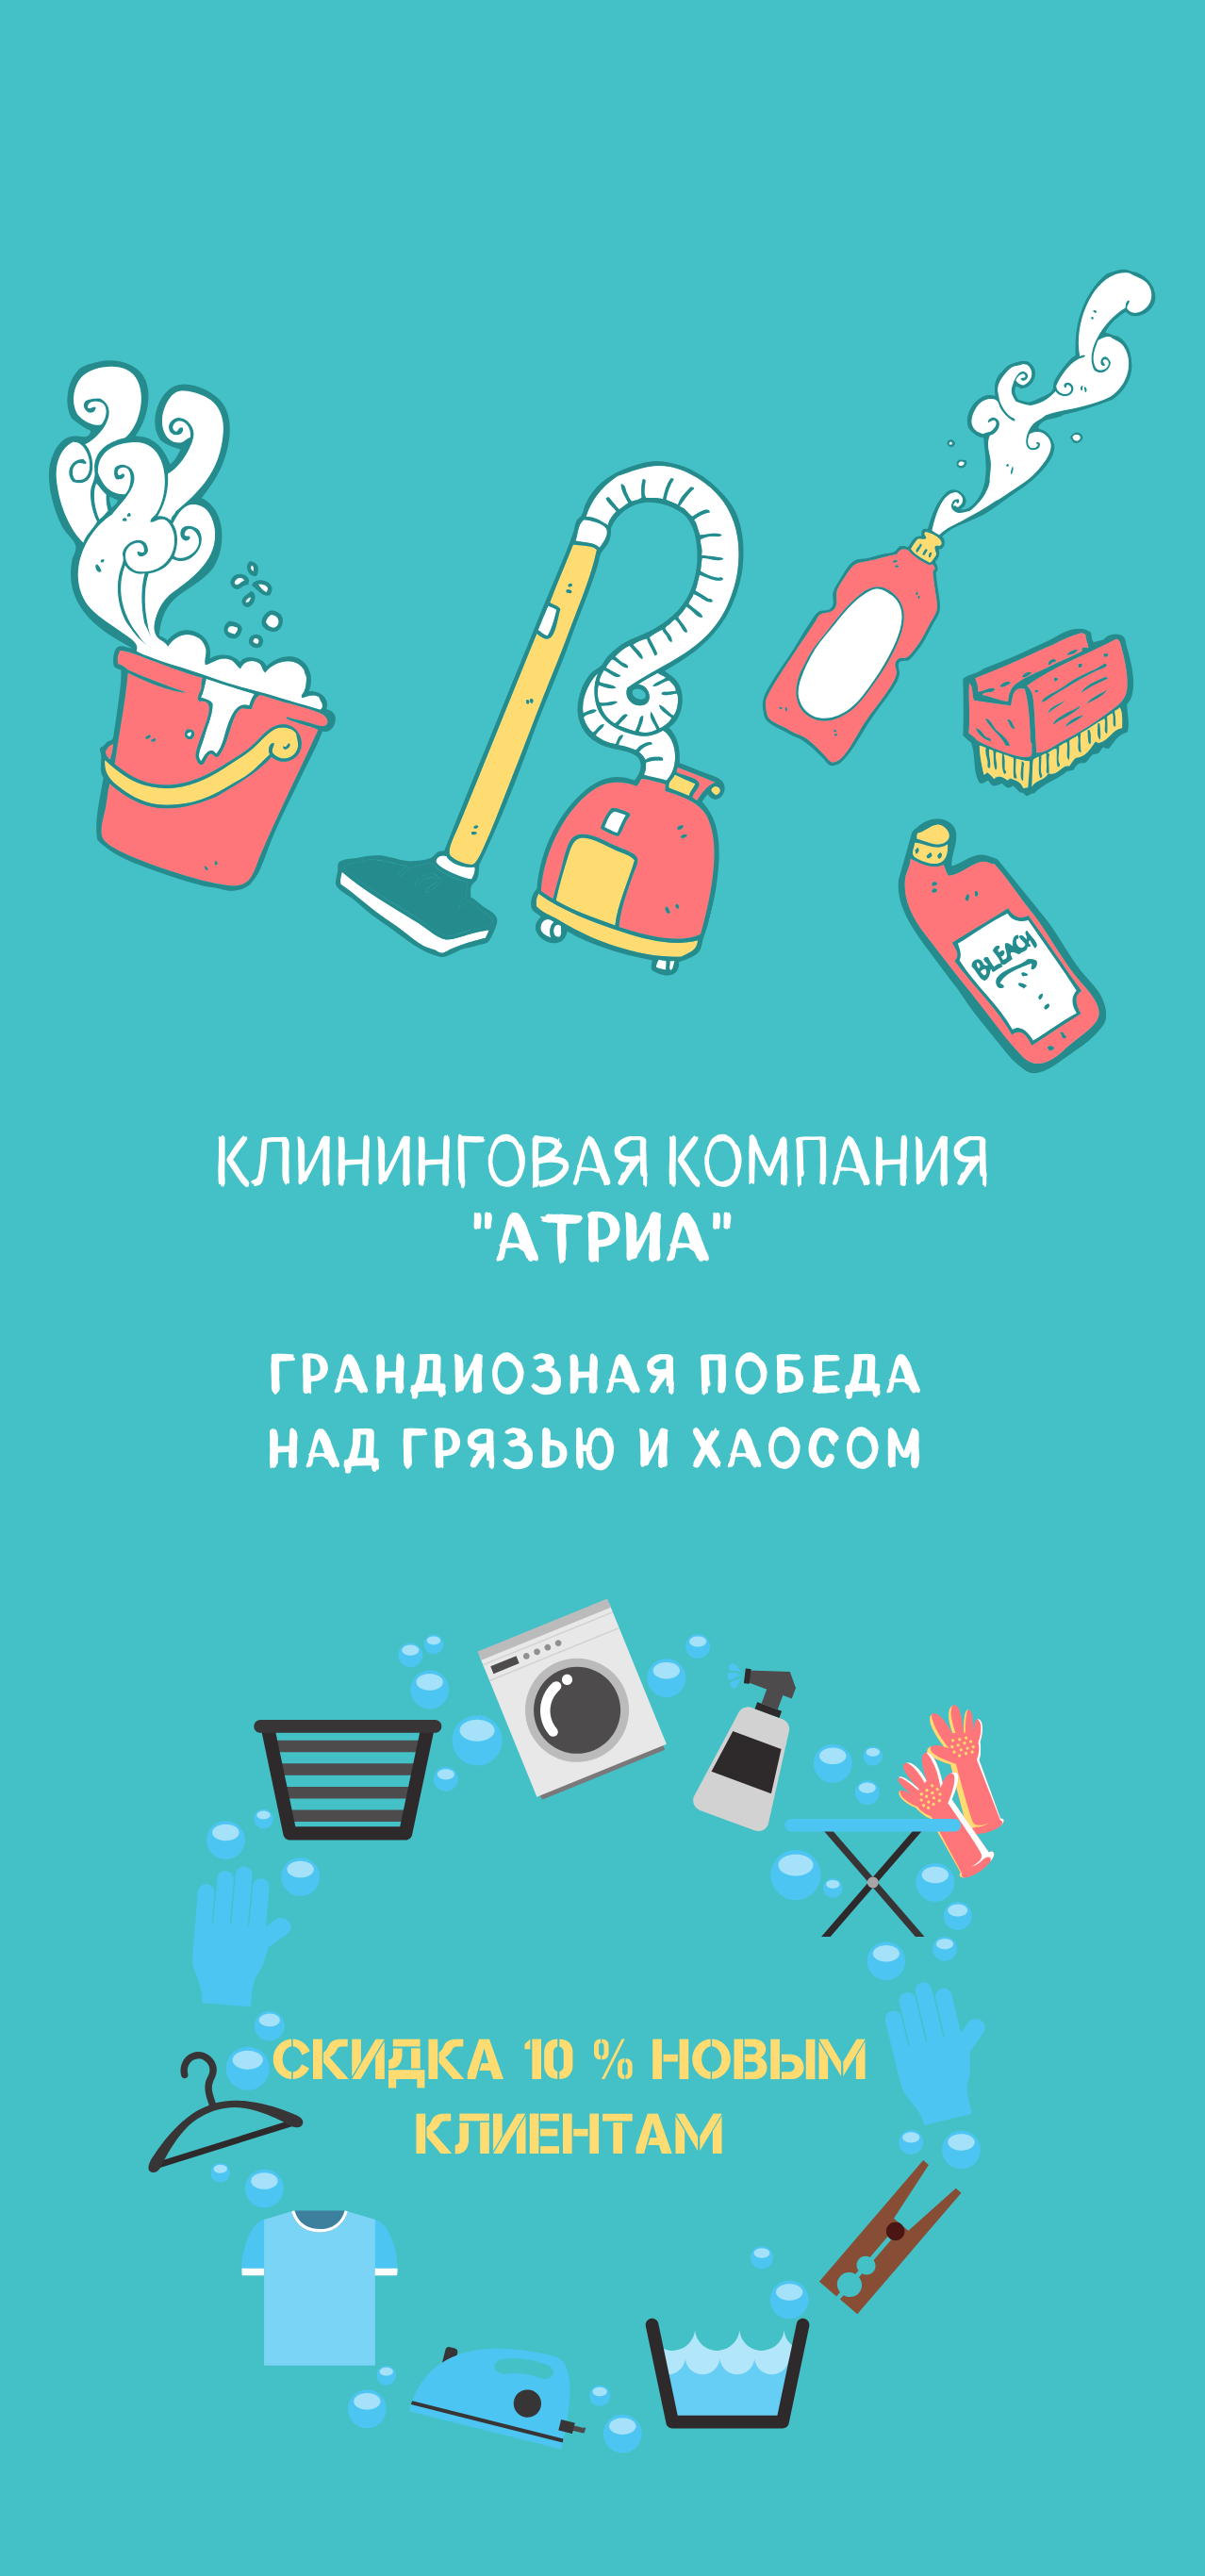 BLEACH
КЛИНИНГОВАЯ КОМПАНИЯ
"АТРИА"
ГРАНДИОЗНАЯ ПОБЕДА
НАД ГРЯЗЬЮ И ХАОСОМ
СКИДКА 10 % НОВЫМ
КЛИЕНТАМ